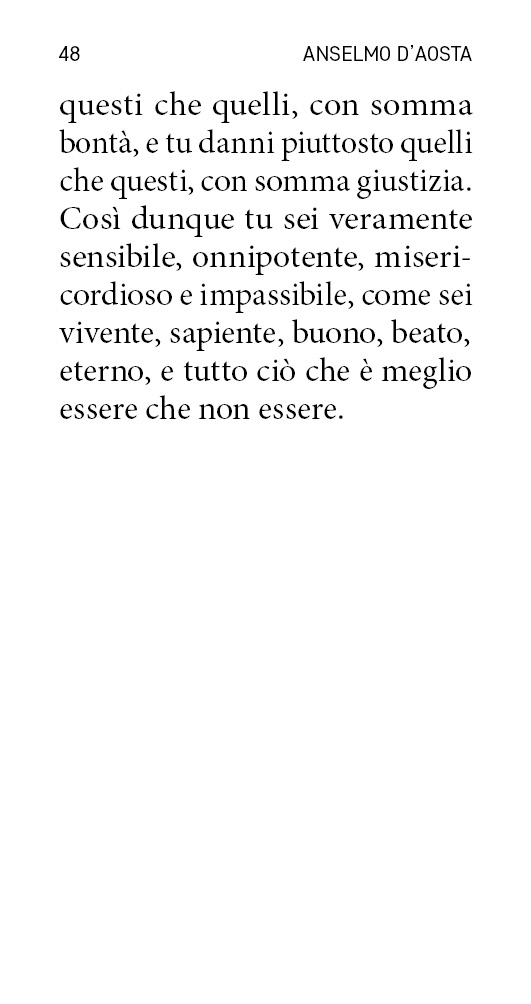 48 ANSELMO D'AOSTA
questi che quelli, con somma
bontà, e tu danni piuttosto quelli
che questi, con somma giustizia.
Così dunque tu sei veramente
sensibile, onnipotente, miseri-
cordioso e impassibile, come sei
vivente, sapiente, buono, beato,
eterno, e tutto ciò che è meglio
essere che non essere.